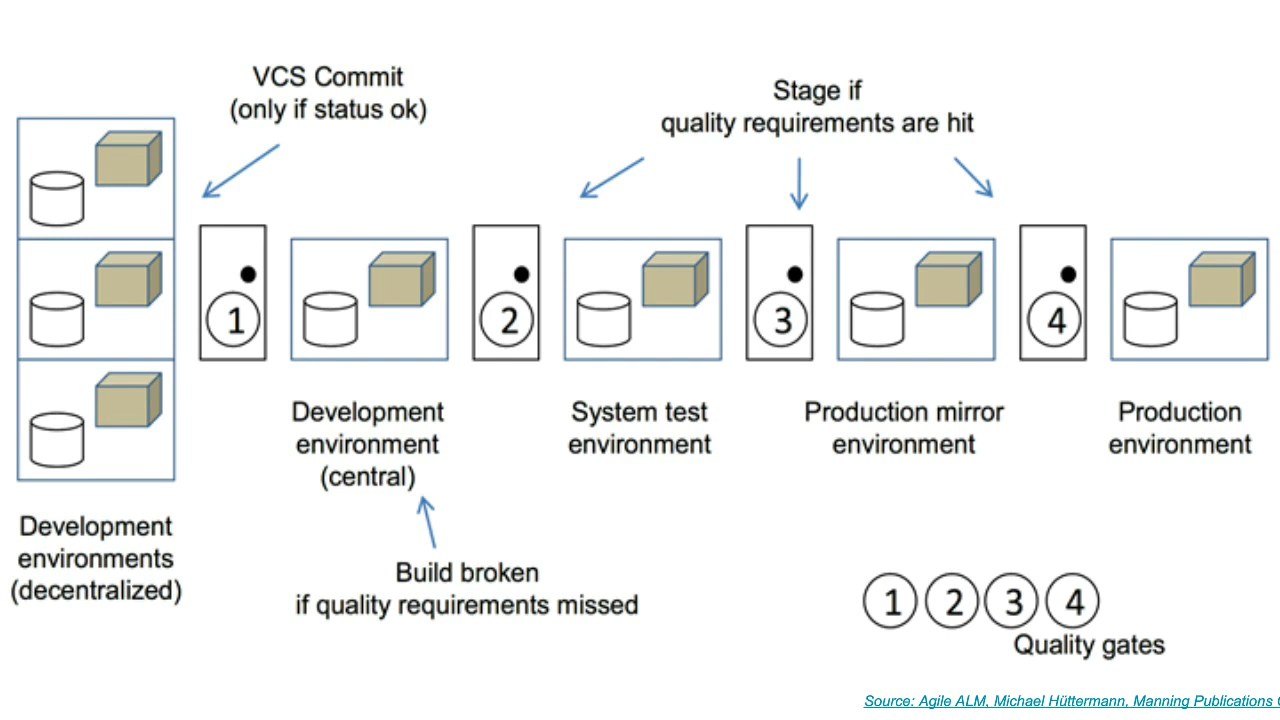 VCS Commit
(only if status ok)
Stage if
quality requirements are hit
1
2
3
4
Development
environment
(central)
System test
environment
Production mirror
environment
Production
environment
Development
environments
(decentralized)
Build broken
if quality requirements missed
1 2 3 4
Quality gates
Source: Agile ALM, Michael Hüttermann, Manning Publications